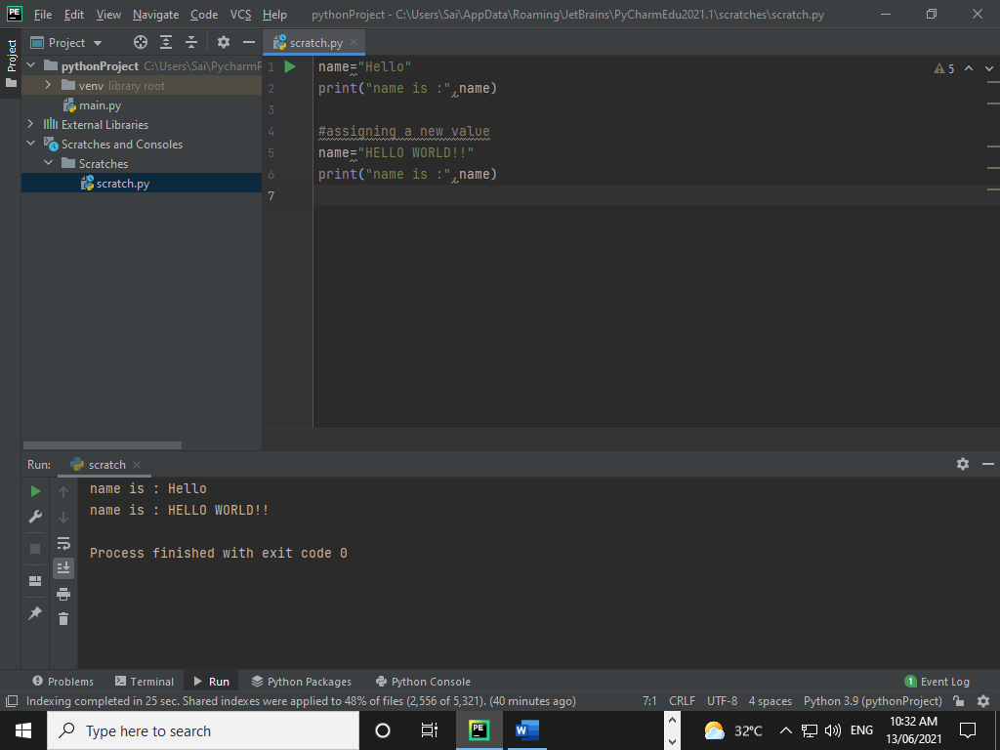 PE File Edit View Navigate Code VCS Help pythonProject - C:\Users\Sai\AppData\Roaming\JetBrains\PyCharmEdu2021.1\scratches\scratch.py
Project
Project
scratch.py
pythonProject C:\Users\Sai\PycharmP
venv library root
main.py
External Libraries
Scratches and Consoles
Scratches
scratch.py
1 name="Hello"
2 print("name is :",name)
3
4 #assigning a new value
5 name="HELLO WORLD!!"
6 print("name is :",name)
7
5
Run: scratch
name is : Hello
name is : HELLO WORLD!!
Process finished with exit code 0
Problems Terminal Run Python Packages Python Console 1 Event Log
Indexing completed in 25 sec. Shared indexes were applied to 48% of files (2,556 of 5,321). (40 minutes ago) 7:1 CRLF UTF-8 4 spaces Python 3.9 (pythonProject)
Type here to search PE W 32°C ENG 10:32 AM
13/06/2021